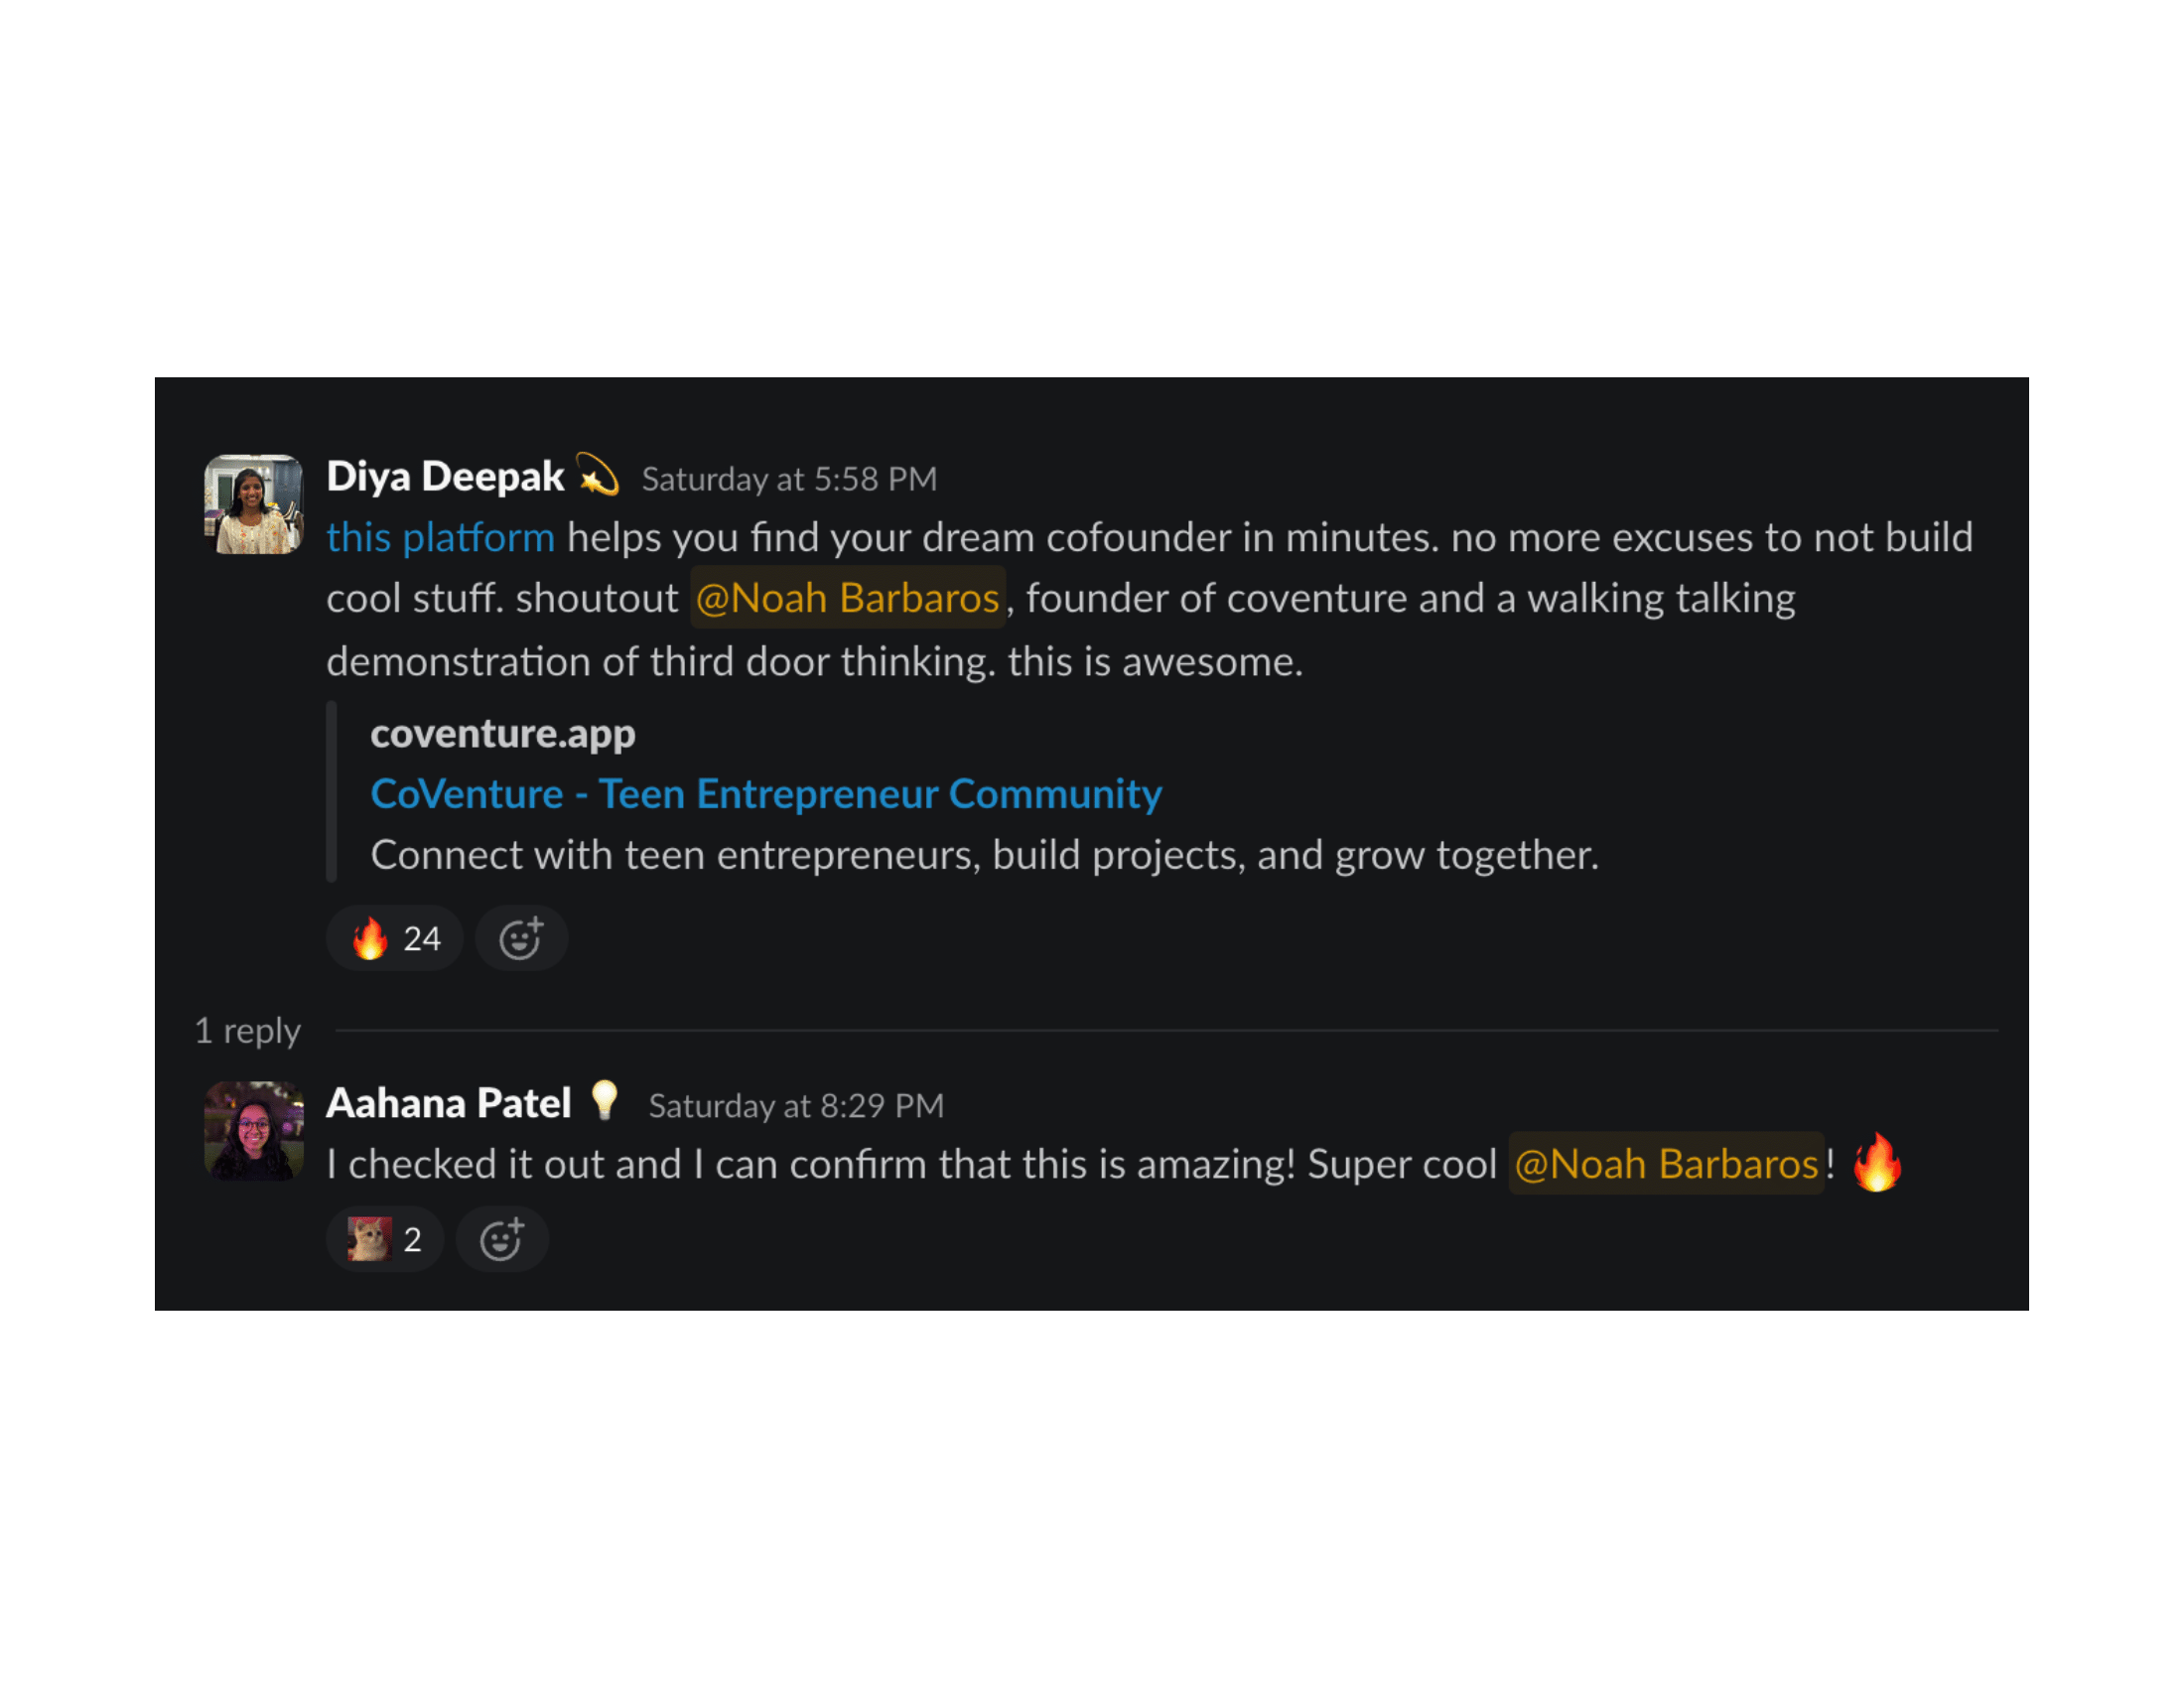 Diya Deepak 💫 Saturday at 5:58 PM
this platform helps you find your dream cofounder in minutes. no more excuses to not build
cool stuff. shoutout @Noah Barbaros, founder of coventure and a walking talking
demonstration of third door thinking. this is awesome.
coventure.app
CoVenture - Teen Entrepreneur Community
Connect with teen entrepreneurs, build projects, and grow together.
🔥 24
1 reply
Aahana Patel 💡 Saturday at 8:29 PM
I checked it out and I can confirm that this is amazing! Super cool @Noah Barbaros! 🔥
2